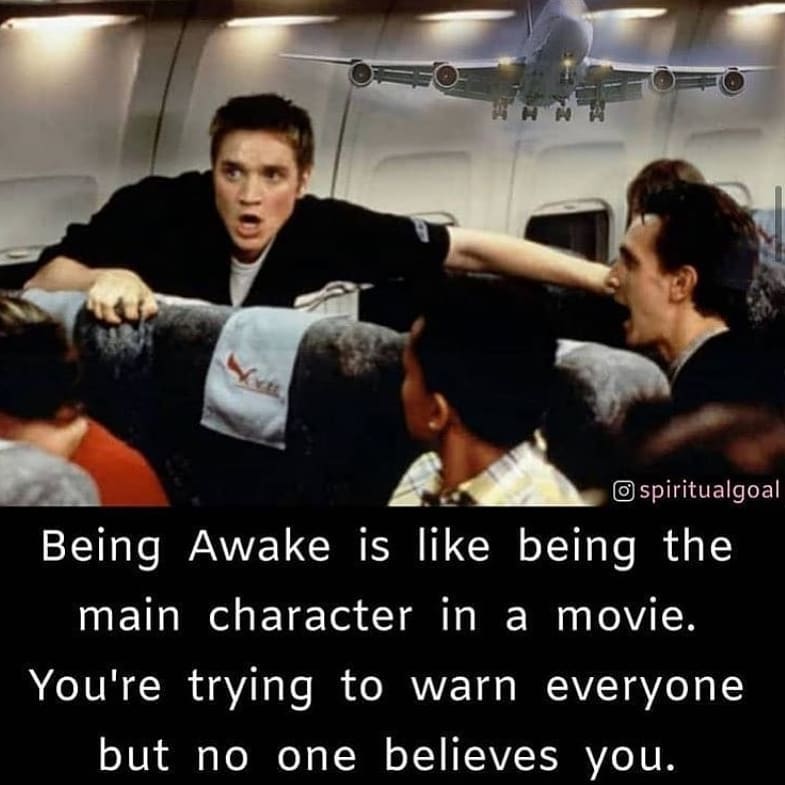 spiritualgoal
Being Awake is like being the
main character in a movie.
You're trying to warn everyone
but no one believes you.